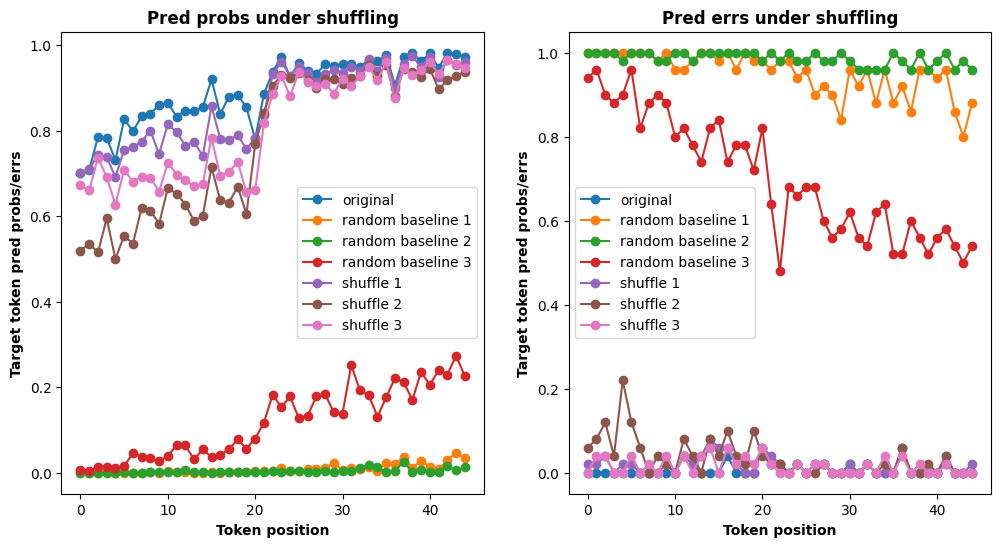 Pred probs under shuffling
Target token pred probs/errs
1.0
0.8
0.6
0.4
0.2
0.0
original
random baseline 1
random baseline 2
random baseline 3
shuffle 1
shuffle 2
shuffle 3
0
10
20
30
40
Token position
Pred errs under shuffling
Target token pred probs/errs
1.0
0.8
0.6
0.4
0.2
0.0
original
random baseline 1
random baseline 2
random baseline 3
shuffle 1
shuffle 2
shuffle 3
0
10
20
30
40
Token position